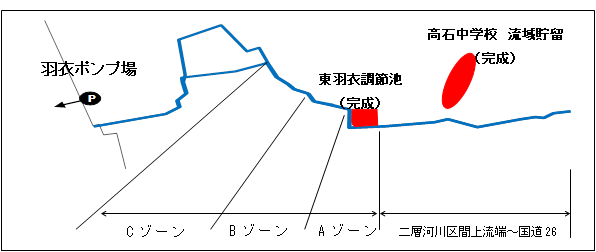 高石中学校 流域貯留
（完成）
羽衣ポンプ場
東羽衣調節池
（完成）
P
Cゾーン
Bゾーン
Aゾーン
二層河川区間上流端～国道26